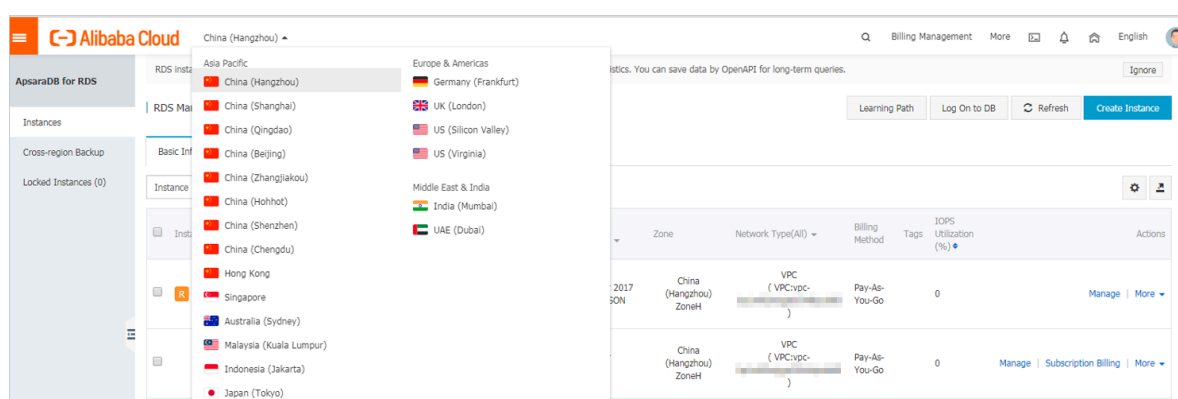 Alibaba Cloud
China (Hangzhou)
Billing Management More English
ApsaraDB for RDS
Instances
Cross-region Backup
Locked Instances (0)
RDS insta
istics. You can save data by OpenAPI for long-term queries.
Ignore
RDS Ma
Learning Path Log On to DB Refresh Create Instance
Basic Inf
Instance
Asia Pacific
China (Hangzhou)
China (Shanghai)
China (Qingdao)
China (Beijing)
China (Zhangjiakou)
China (Hohhot)
China (Shenzhen)
China (Chengdu)
Hong Kong
Singapore
Australia (Sydney)
Malaysia (Kuala Lumpur)
Indonesia (Jakarta)
Japan (Tokyo)
Europe & Americas
Germany (Frankfurt)
UK (London)
US (Silicon Valley)
US (Virginia)
Middle East & India
India (Mumbai)
UAE (Dubai)
Insta
Zone
Network Type(All)
Billing
Method
Tags
IOPS
Utilization
(%)
Actions
R
2017
SON
China
(Hangzhou)
ZoneH
VPC
( VPC:vpc-
)
Pay-As-
You-Go
0
Manage | More
China
(Hangzhou)
ZoneH
VPC
( VPC:vpc-
)
Pay-As-
You-Go
0
Manage | Subscription Billing | More